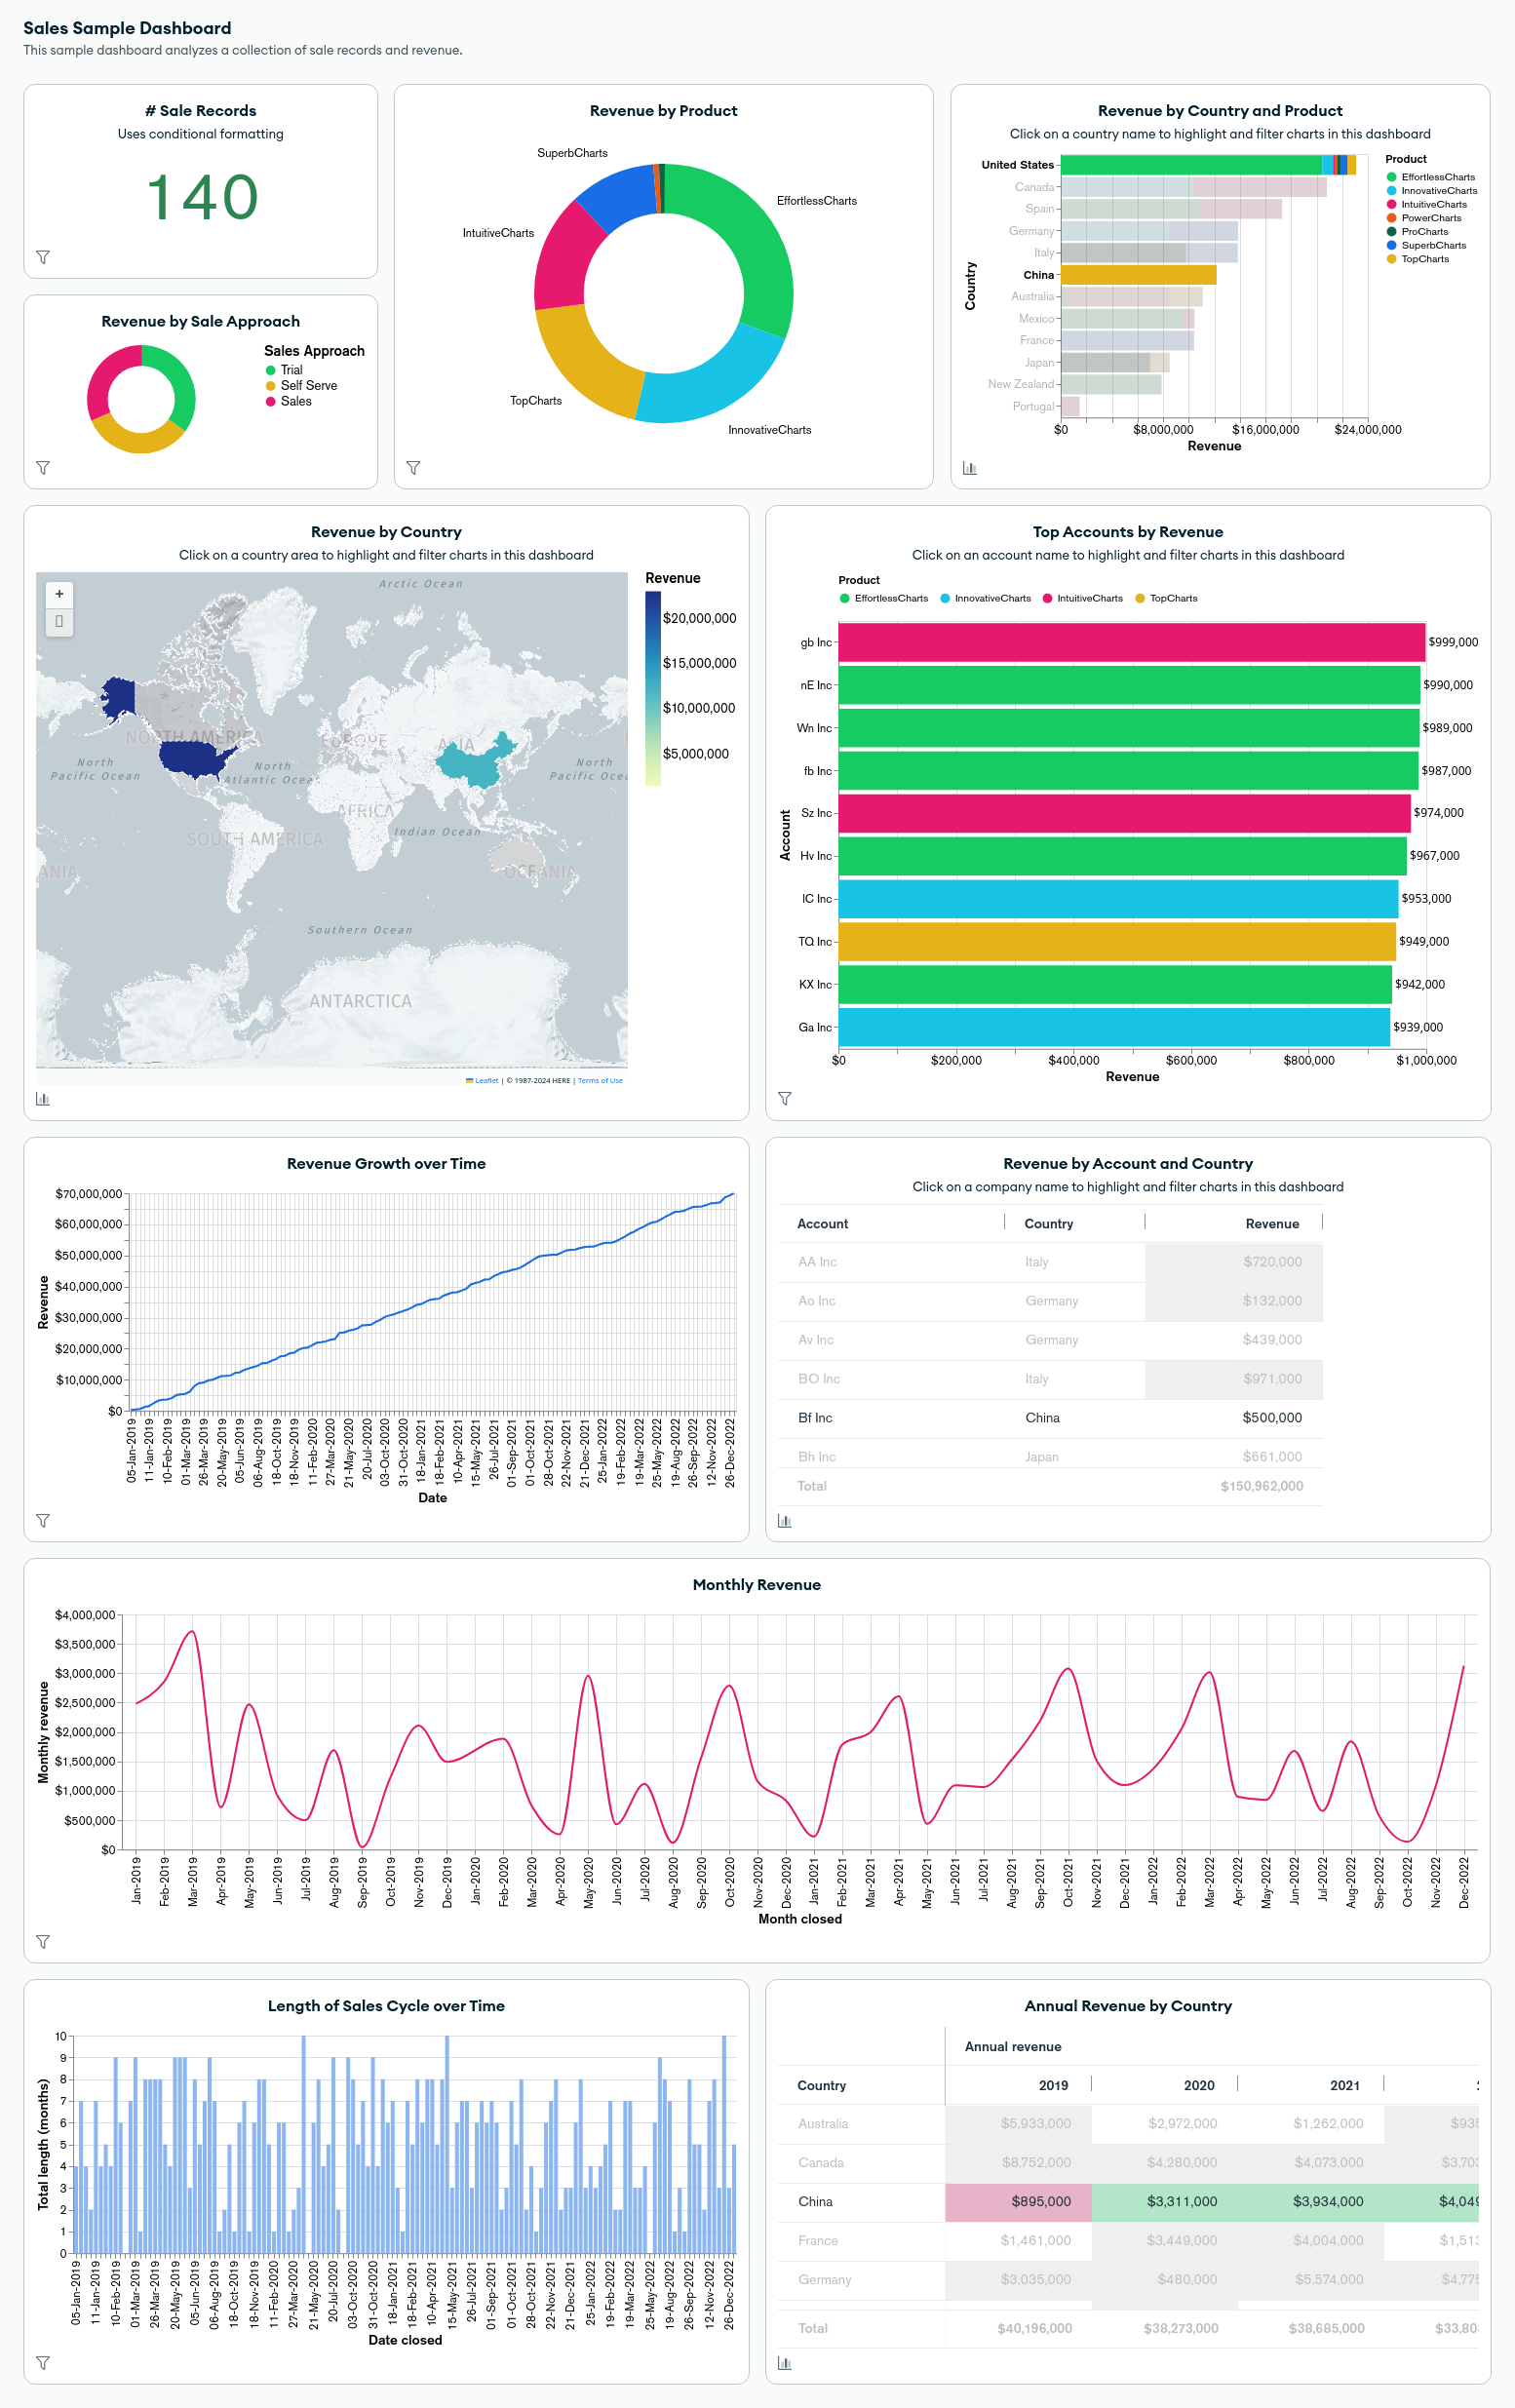 Sales Sample Dashboard
This sample dashboard analyzes a collection of sale records and revenue.
# Sale Records
Uses conditional formatting
140
Revenue by Sale Approach
Sales Approach
Trial
Self Serve
Sales
Revenue by Product
SuperbCharts
EffortlessCharts
IntuitiveCharts
TopCharts
InnovativeCharts
Revenue by Country and Product
Click on a country name to highlight and filter charts in this dashboard
Country
United States
Canada
Spain
Germany
Italy
China
Australia
Mexico
France
Japan
New Zealand
Portugal
$0 $8,000,000 $16,000,000 $24,000,000
Revenue
Product
EffortlessCharts
InnovativeCharts
IntuitiveCharts
PowerCharts
ProCharts
SuperbCharts
TopCharts
Revenue by Country
Click on a country area to highlight and filter charts in this dashboard
+
Arctic Ocean
NORTH AMERICA
EUROPE
ASIA
North
Pacific Ocean
North
Atlantic Ocean
North
Pacific Ocea
AFRICA
SOUTH AMERICA
Indian Ocean
ANIA
OCEANIA
Southern Ocean
ANTARCTICA
Leaflet | © 1987-2024 HERE | Terms of Use
Revenue
$20,000,000
$15,000,000
$10,000,000
$5,000,000
Top Accounts by Revenue
Click on an account name to highlight and filter charts in this dashboard
Product
EffortlessCharts InnovativeCharts IntuitiveCharts TopCharts
Account
gb Inc $999,000
nE Inc $990,000
Wn Inc $989,000
fb Inc $987,000
Sz Inc $974,000
Hv Inc $967,000
IC Inc $953,000
TQ Inc $949,000
KX Inc $942,000
Ga Inc $939,000
$0 $200,000 $400,000 $600,000 $800,000 $1,000,000
Revenue
Revenue Growth over Time
Revenue
$70,000,000
$60,000,000
$50,000,000
$40,000,000
$30,000,000
$20,000,000
$10,000,000
$0
05-Jan-2019
11-Jan-2019
10-Feb-2019
01-Mar-2019
26-Mar-2019
20-May-2019
05-Jun-2019
06-Aug-2019
18-Oct-2019
18-Nov-2019
11-Feb-2020
27-Mar-2020
21-May-2020
20-Jul-2020
03-Oct-2020
31-Oct-2020
18-Jan-2021
18-Feb-2021
10-Apr-2021
15-May-2021
26-Jul-2021
01-Sep-2021
01-Oct-2021
28-Oct-2021
22-Nov-2021
21-Dec-2021
25-Jan-2022
19-Feb-2022
19-Mar-2022
25-May-2022
19-Aug-2022
26-Sep-2022
12-Nov-2022
26-Dec-2022
Date
Revenue by Account and Country
Click on a company name to highlight and filter charts in this dashboard
Account Country Revenue
AA Inc Italy $720,000
Ao Inc Germany $132,000
Av Inc Germany $439,000
BO Inc Italy $971,000
Bf Inc China $500,000
Bh Inc Japan $661,000
Total $150,962,000
Monthly Revenue
Monthly revenue
$4,000,000
$3,500,000
$3,000,000
$2,500,000
$2,000,000
$1,500,000
$1,000,000
$500,000
$0
Jan-2019
Feb-2019
Mar-2019
Apr-2019
May-2019
Jun-2019
Jul-2019
Aug-2019
Sep-2019
Oct-2019
Nov-2019
Dec-2019
Jan-2020
Feb-2020
Mar-2020
Apr-2020
May-2020
Jun-2020
Jul-2020
Aug-2020
Sep-2020
Oct-2020
Nov-2020
Dec-2020
Jan-2021
Feb-2021
Mar-2021
Apr-2021
May-2021
Jun-2021
Jul-2021
Aug-2021
Sep-2021
Oct-2021
Nov-2021
Dec-2021
Jan-2022
Feb-2022
Mar-2022
Apr-2022
May-2022
Jun-2022
Jul-2022
Aug-2022
Sep-2022
Oct-2022
Nov-2022
Dec-2022
Month closed
Length of Sales Cycle over Time
Total length (months)
10
9
8
7
6
5
4
3
2
1
0
05-Jan-2019
11-Jan-2019
10-Feb-2019
01-Mar-2019
26-Mar-2019
20-May-2019
05-Jun-2019
06-Aug-2019
18-Oct-2019
18-Nov-2019
11-Feb-2020
27-Mar-2020
21-May-2020
20-Jul-2020
03-Oct-2020
31-Oct-2020
18-Jan-2021
18-Feb-2021
10-Apr-2021
15-May-2021
26-Jul-2021
01-Sep-2021
01-Oct-2021
28-Oct-2021
22-Nov-2021
21-Dec-2021
25-Jan-2022
19-Feb-2022
19-Mar-2022
25-May-2022
19-Aug-2022
26-Sep-2022
12-Nov-2022
26-Dec-2022
Date closed
Annual Revenue by Country
Annual revenue
Country 2019 2020 2021
Australia $5,933,000 $2,972,000 $1,262,000 $935
Canada $8,752,000 $4,280,000 $4,073,000 $3,703
China $895,000 $3,311,000 $3,934,000 $4,049
France $1,461,000 $3,449,000 $4,004,000 $1,513
Germany $3,035,000 $480,000 $5,574,000 $4,775
Total $40,196,000 $38,273,000 $38,685,000 $33,80